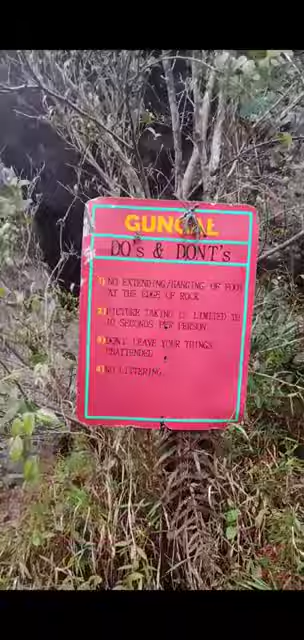 GUNGAL
DO's & DONT's
1) NO EXTENDING/HANGING OF FOOT
AT THE EDGE OF ROCK
2) PICTURE TAKING IS LIMITED TO
10 SECONDS PER PERSON
3) DONT LEAVE YOUR THINGS
UNATTENDED
4) NO LITTERING